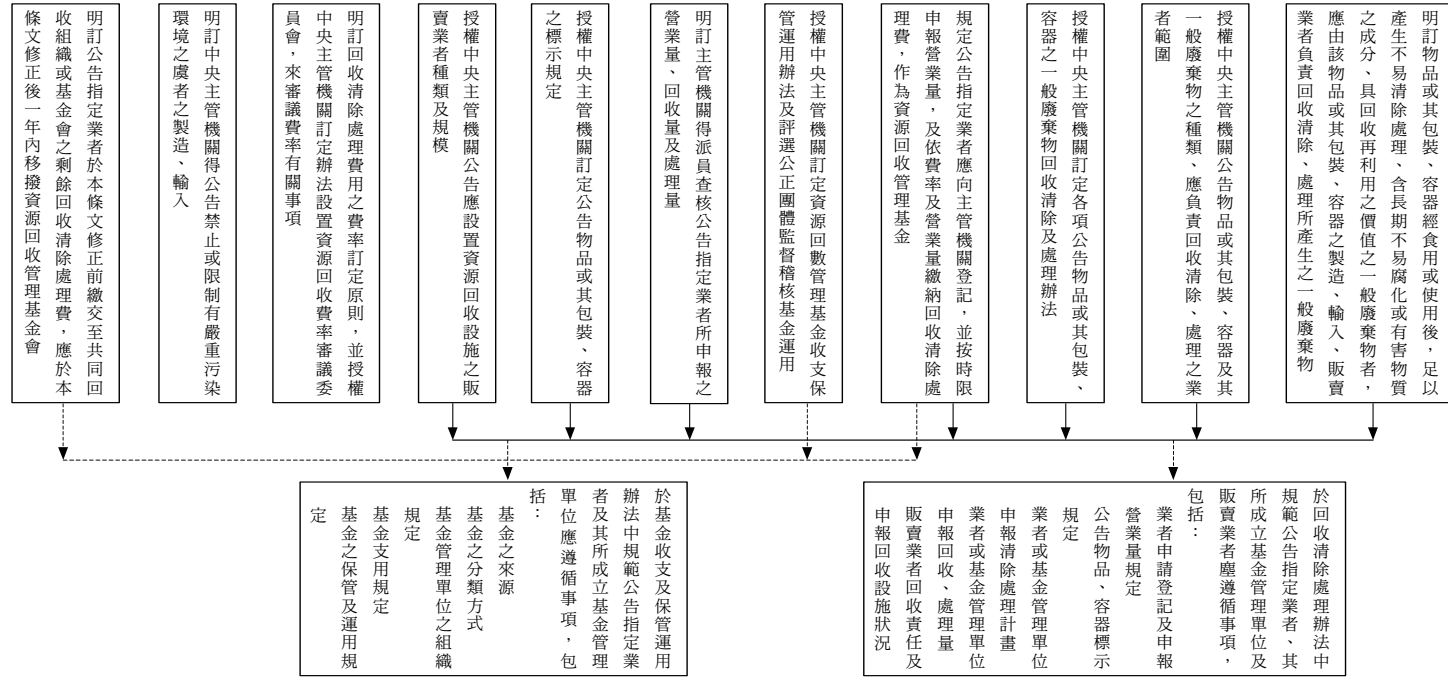 明訂物品或其包裝、容器經食用或使用後，足以
產生不易清除處理、含長期不易腐化或有害物質
之成分、具回收再利用之價值之一般廢棄物者，
應由該物品或其包裝、容器之製造、輸入、販賣
業者負責回收清除、處理所產生之一般廢棄物
授權中央主管機關公告物品或其包裝、容器及其
一般廢棄物之種類、應負責回收清除、處理之業
者範圍
授權中央主管機關訂定各項公告物品或其包裝、
容器之一般廢棄物回收清除及處理辦法
規定公告指定業者應向主管機關登記，並按時限
申報營業量，及依費率及營業量繳納回收清除處
理費，作為資源回收管理基金
授權中央主管機關訂定資源回數管理基金收支保
管運用辦法及評選公正團體監督稽核基金運用
明訂主管機關得派員查核公告指定業者所申報之
營業量、回收量及處理量
授權中央主管機關訂定公告物品或其包裝、容器
之標示規定
授權中央主管機關公告應設置資源回收設施之販
賣業者種類及規模
明訂回收清除處理費用之費率訂定原則，並授權
中央主管機關訂定辦法設置資源回收費率審議委
員會，來審議費率有關事項
明訂中央主管機關得公告禁止或限制有嚴重污染
環境之虞者之製造、輸入
明訂公告指定業者於本條文修正前繳交至共同回
收組織或基金會之剩餘回收清除處理費，應於本
條文修正後一年內移撥資源回收管理基金會
於回收清除處理辦法中
規範公告指定業者、其
所成立基金管理單位及
販賣業者塵遵循事項，
包括：
業者申請登記及申報
營業量規定
公告物品、容器標示
規定
業者或基金管理單位
申報清除處理計畫
業者或基金管理單位
申報回收、處理量
販賣業者回收責任及
申報回收設施狀況
於基金收支及保管運用
辦法中規範公告指定業
者及其所成立基金管理
單位應遵循事項，包
括：
基金之來源
基金之分類方式
基金管理單位之組織
規定
基金支用規定
基金之保管及運用規
定